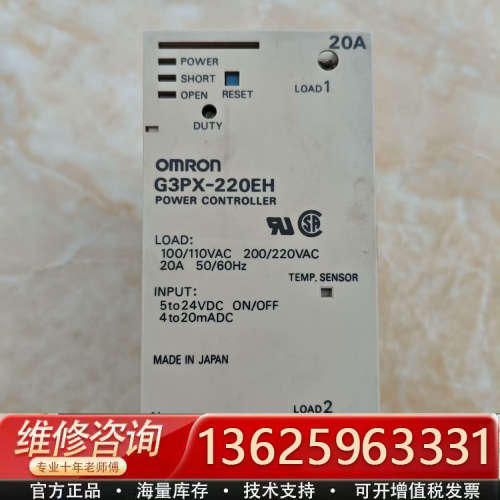 20A
POWER
SHORT
OPEN
RESET
LOAD1
DUTY
OMRON
G3PX-220EH
POWER CONTROLLER
LOAD:
100/110VAC 200/220VAC
20A 50/60Hz
TEMP. SENSOR
INPUT:
5to24VDC ON/OFF
4to20mADC
MADE IN JAPAN
LOAD2
维修咨询
专业十年老师傅
13625963331
官方正品 · 海量库存 · 技术支持 · 可开增值税发票